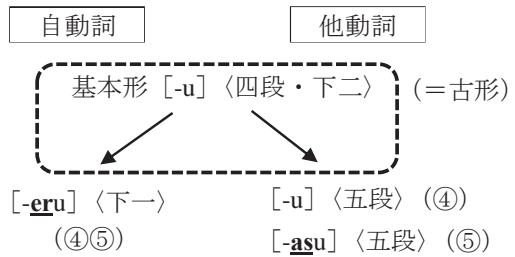 自動詞 他動詞
基本形［-u］〈四段・下二〉（＝古形）
［-eru］〈下一〉 ［-u］〈五段〉（④）
（④⑤） ［-asu］〈五段〉（⑤）